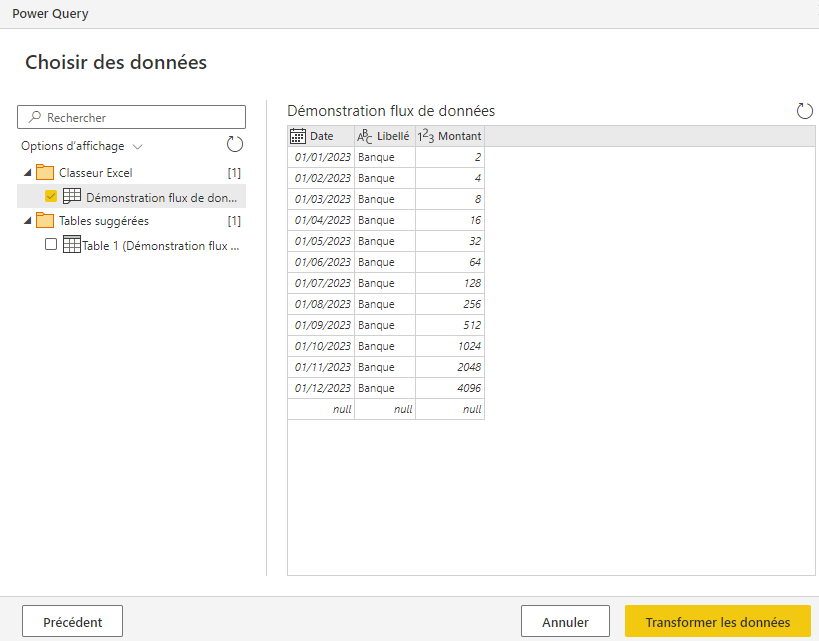 Power Query
Choisir des données
Rechercher
Options d'affichage
Classeur Excel [1]
Démonstration flux de don...
Tables suggérées [1]
Table 1 (Démonstration flux ...
Démonstration flux de données
Date ABC Libellé 123 Montant
01/01/2023 Banque 2
01/02/2023 Banque 4
01/03/2023 Banque 8
01/04/2023 Banque 16
01/05/2023 Banque 32
01/06/2023 Banque 64
01/07/2023 Banque 128
01/08/2023 Banque 256
01/09/2023 Banque 512
01/10/2023 Banque 1024
01/11/2023 Banque 2048
01/12/2023 Banque 4096
null null null
Précédent Annuler Transformer les données